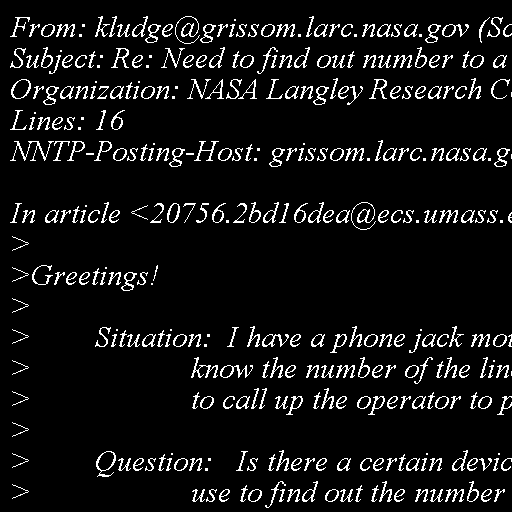 From: kludge@grissom.larc.nasa.gov (Sc
Subject: Re: Need to find out number to a
Organization: NASA Langley Research C
Lines: 16
NNTP-Posting-Host: grissom.larc.nasa.g

In article <20756.2bd16dea@ecs.umass.e
>
>Greetings!
>
>        Situation:  I have a phone jack mou
>                    know the number of the line
>                    to call up the operator to p
>
>        Question:   Is there a certain devic
>                    use to find out the number